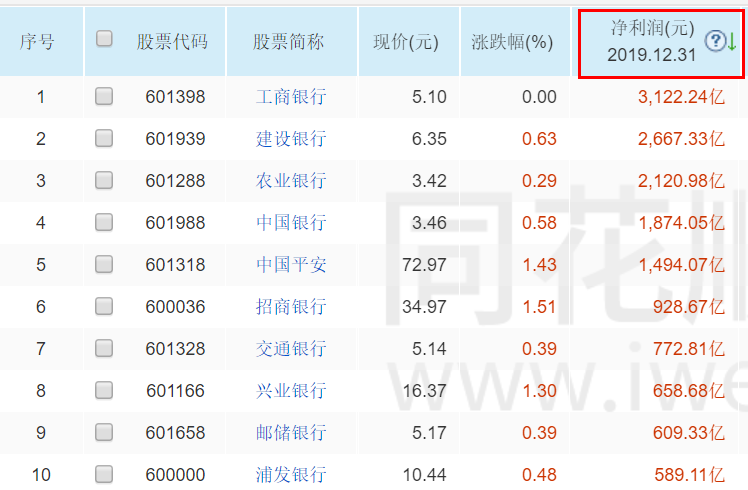 序号 股票代码 股票简称 现价(元) 涨跌幅(%) 净利润(元) ?
2019.12.31
1 601398 工商银行 5.10 0.00 3,122.24亿
2 601939 建设银行 6.35 0.63 2,667.33亿
3 601288 农业银行 3.42 0.29 2,120.98亿
4 601988 中国银行 3.46 0.58 1,874.05亿
5 601318 中国平安 72.97 1.43 1,494.07亿
6 600036 招商银行 34.97 1.51 928.67亿
7 601328 交通银行 5.14 0.39 772.81亿
8 601166 兴业银行 16.37 1.30 658.68亿
9 601658 邮储银行 5.17 0.39 609.33亿
10 600000 浦发银行 10.44 0.48 589.11亿
同花
www.iwe